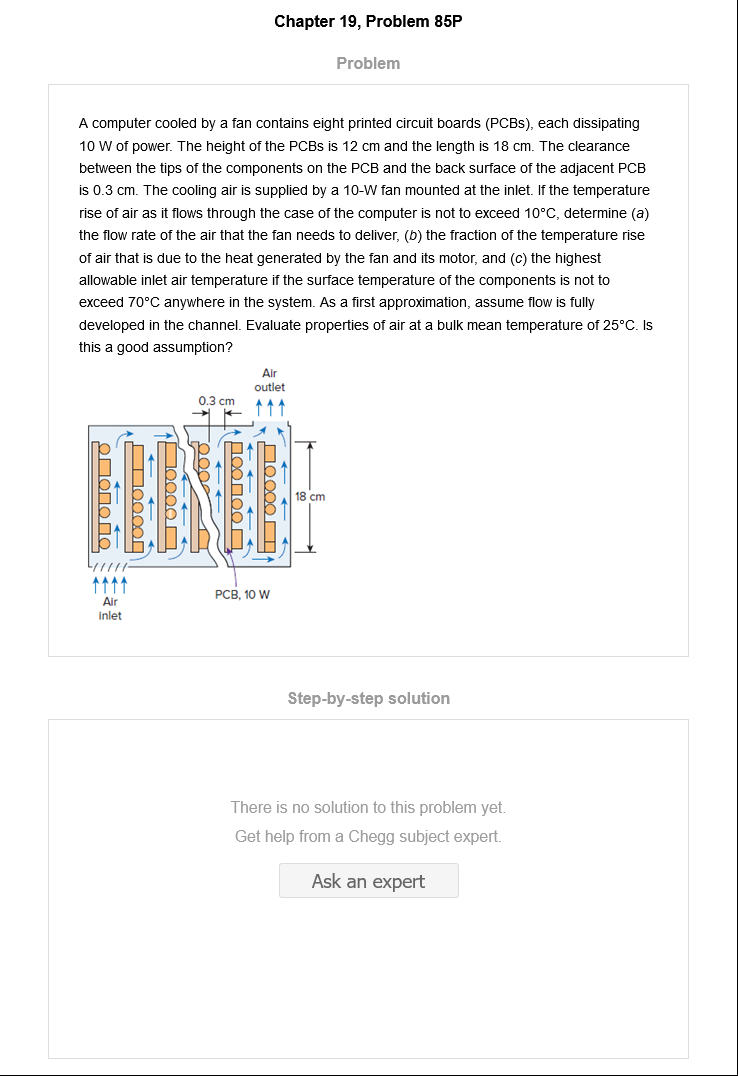 Chapter 19, Problem 85P
Problem
A computer cooled by a fan contains eight printed circuit boards (PCBs), each dissipating
10 W of power. The height of the PCBs is 12 cm and the length is 18 cm. The clearance
between the tips of the components on the PCB and the back surface of the adjacent PCB
is 0.3 cm. The cooling air is supplied by a 10-W fan mounted at the inlet. If the temperature
rise of air as it flows through the case of the computer is not to exceed 10°C, determine (a)
the flow rate of the air that the fan needs to deliver, (b) the fraction of the temperature rise
of air that is due to the heat generated by the fan and its motor, and (c) the highest
allowable inlet air temperature if the surface temperature of the components is not to
exceed 70°C anywhere in the system. As a first approximation, assume flow is fully
developed in the channel. Evaluate properties of air at a bulk mean temperature of 25°C. Is
this a good assumption?
Air
outlet
0.3 cm
18 cm
PCB, 10 W
Air
inlet
Step-by-step solution
There is no solution to this problem yet.
Get help from a Chegg subject expert.
Ask an expert